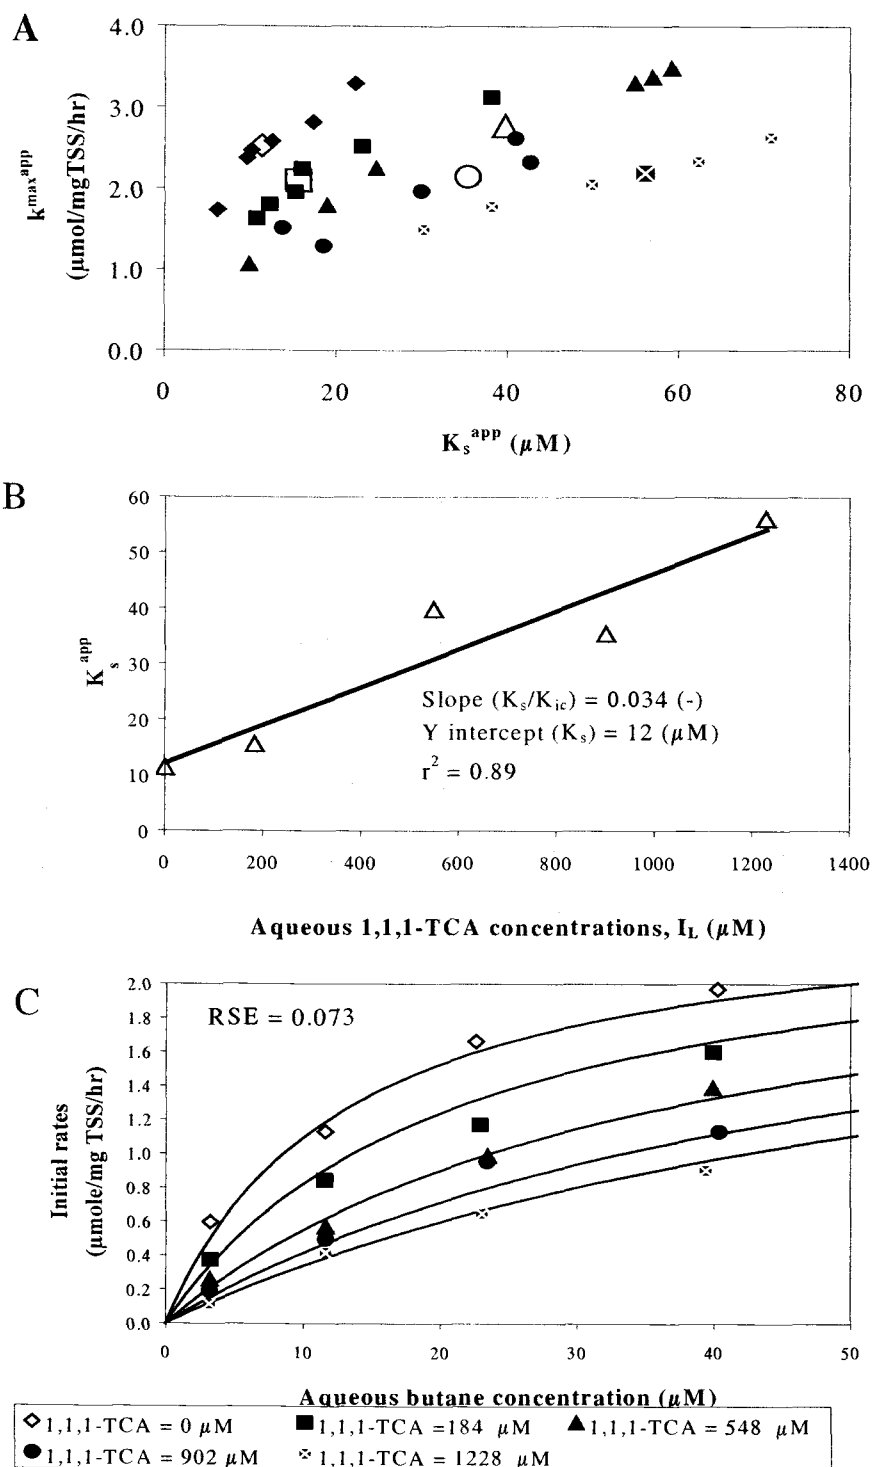 A
4.0
3.0
2.0
1.0
0.0
k^max^app
(μmol/mgTSS/hr)
0 20 40 60 80
K_s^app (μM)
B
60
50
40
30
20
10
0
K_s^app
Slope (K_s/K_ic) = 0.034 (-)
Y intercept (K_s) = 12 (μM)
r² = 0.89
0 200 400 600 800 1000 1200 1400
Aqueous 1,1,1-TCA concentrations, I_L (μM)
C
2.0
1.8
1.6
1.4
1.2
1.0
0.8
0.6
0.4
0.2
0.0
RSE = 0.073
Initial rates
(μmole/mg TSS/hr)
0 10 20 30 40 50
Aqueous butane concentration (μM)
1,1,1-TCA = 0 μM 1,1,1-TCA =184 μM 1,1,1-TCA = 548 μM
1,1,1-TCA = 902 μM 1,1,1-TCA = 1228 μM